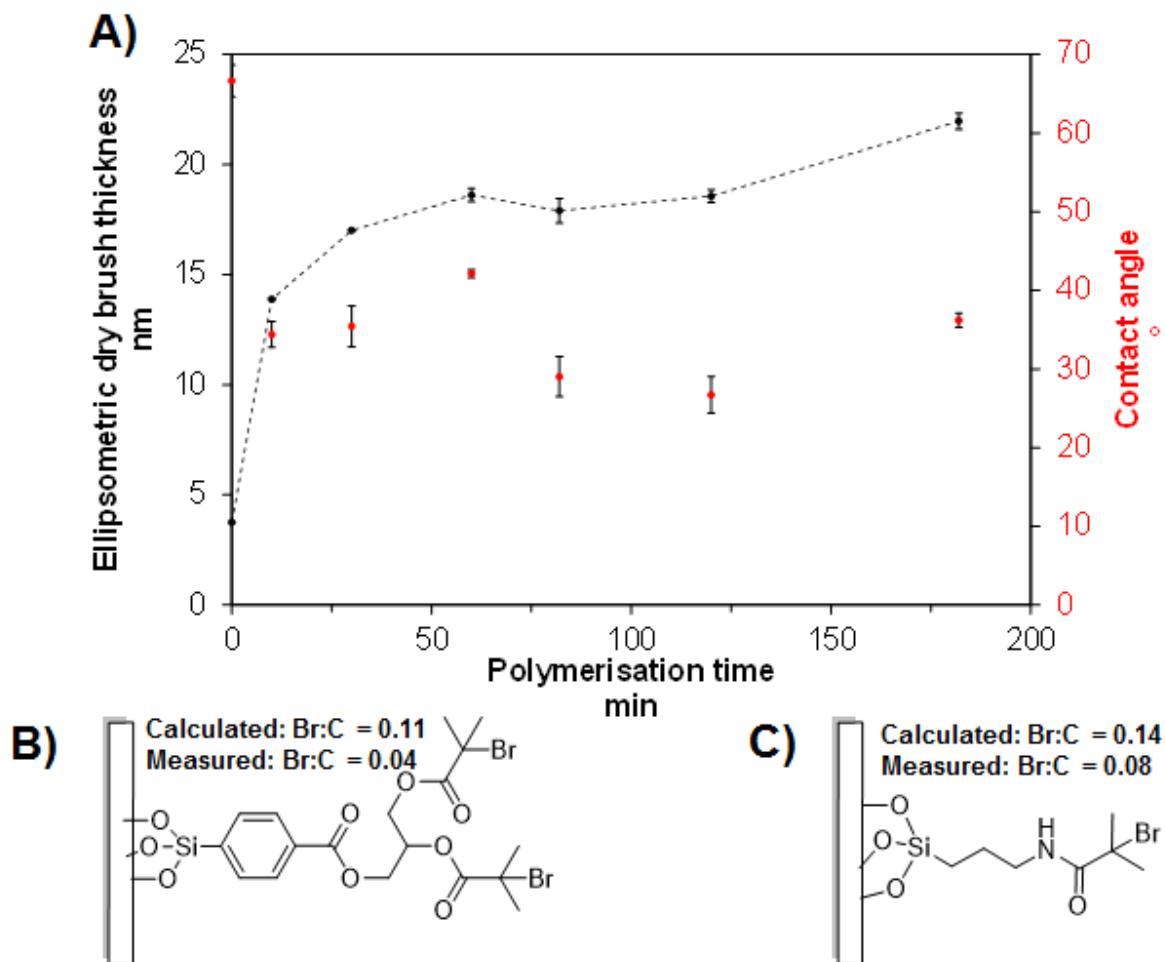 A)
Ellipsometric dry brush thickness
nm
25
20
15
10
5
0
70
60
50
40
30
20
10
0
Contact angle
°
0
50
100
150
200
Polymerisation time
min
B)
Calculated: Br:C = 0.11
Measured: Br:C = 0.04
Br
O
O
O
O
Si
O
O
O
O
O
O
Br
C)
Calculated: Br:C = 0.14
Measured: Br:C = 0.08
O
O
Si
O
H
N
O
Br